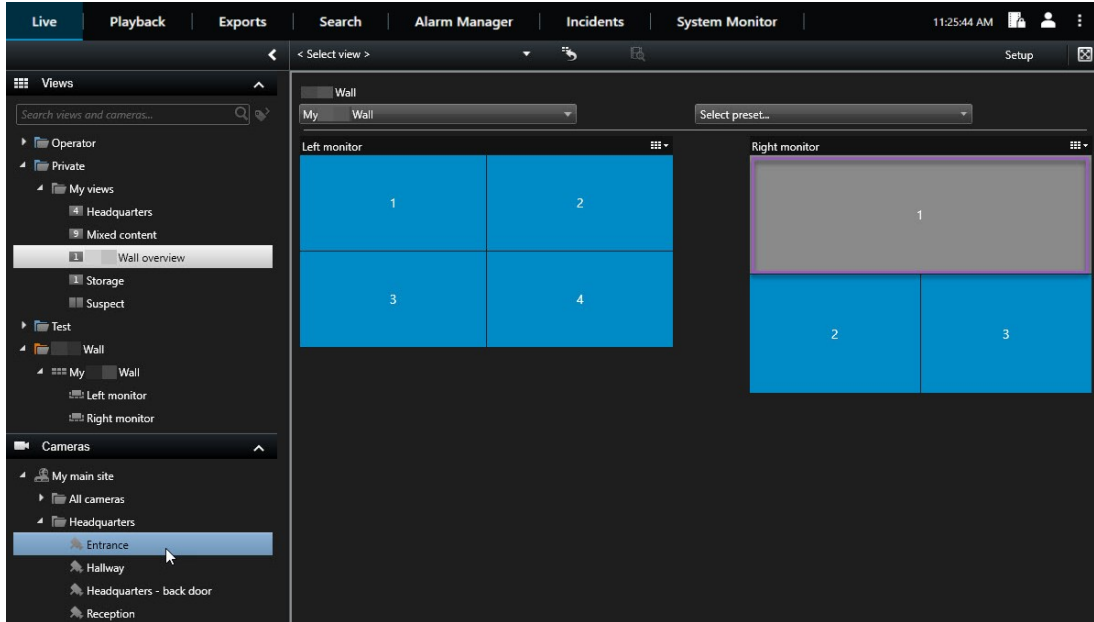 Live Playback Exports Search Alarm Manager Incidents System Monitor 11:25:44 AM
< Select view > Setup
Views
Search views and cameras...
Operator
Private
My views
4 Headquarters
9 Mixed content
1 Wall overview
1 Storage
Suspect
Test
Wall
My Wall
Left monitor
Right monitor
Cameras
My main site
All cameras
Headquarters
Entrance
Hallway
Headquarters - back door
Reception
Wall
My Wall Select preset...
Left monitor Right monitor
1 2
3 4
1
2 3